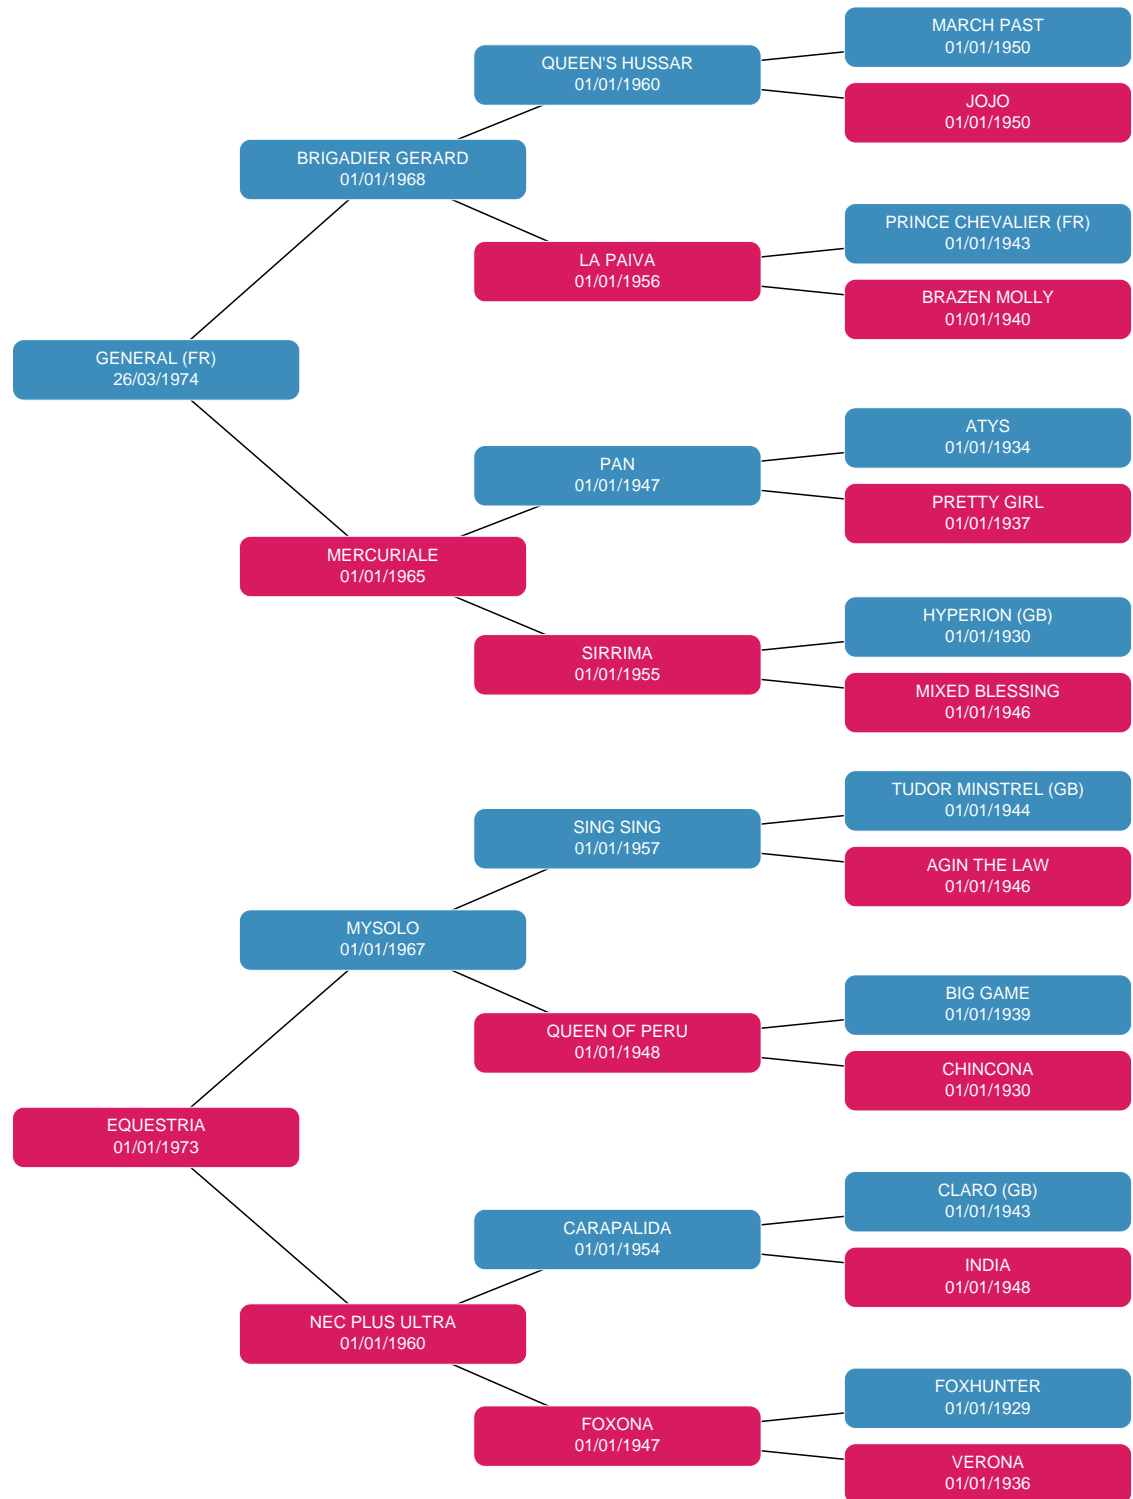 MARCH PAST
01/01/1950
QUEEN'S HUSSAR
01/01/1960
JOJO
01/01/1950
BRIGADIER GERARD
01/01/1968
PRINCE CHEVALIER (FR)
01/01/1943
LA PAIVA
01/01/1956
BRAZEN MOLLY
01/01/1940
GENERAL (FR)
26/03/1974
ATYS
01/01/1934
PAN
01/01/1947
PRETTY GIRL
01/01/1937
MERCURIALE
01/01/1965
HYPERION (GB)
01/01/1930
SIRRIMA
01/01/1955
MIXED BLESSING
01/01/1946
TUDOR MINSTREL (GB)
01/01/1944
SING SING
01/01/1957
AGIN THE LAW
01/01/1946
MYSOLO
01/01/1967
BIG GAME
01/01/1939
QUEEN OF PERU
01/01/1948
CHINCONA
01/01/1930
EQUESTRIA
01/01/1973
CLARO (GB)
01/01/1943
CARAPALIDA
01/01/1954
INDIA
01/01/1948
NEC PLUS ULTRA
01/01/1960
FOXHUNTER
01/01/1929
FOXONA
01/01/1947
VERONA
01/01/1936